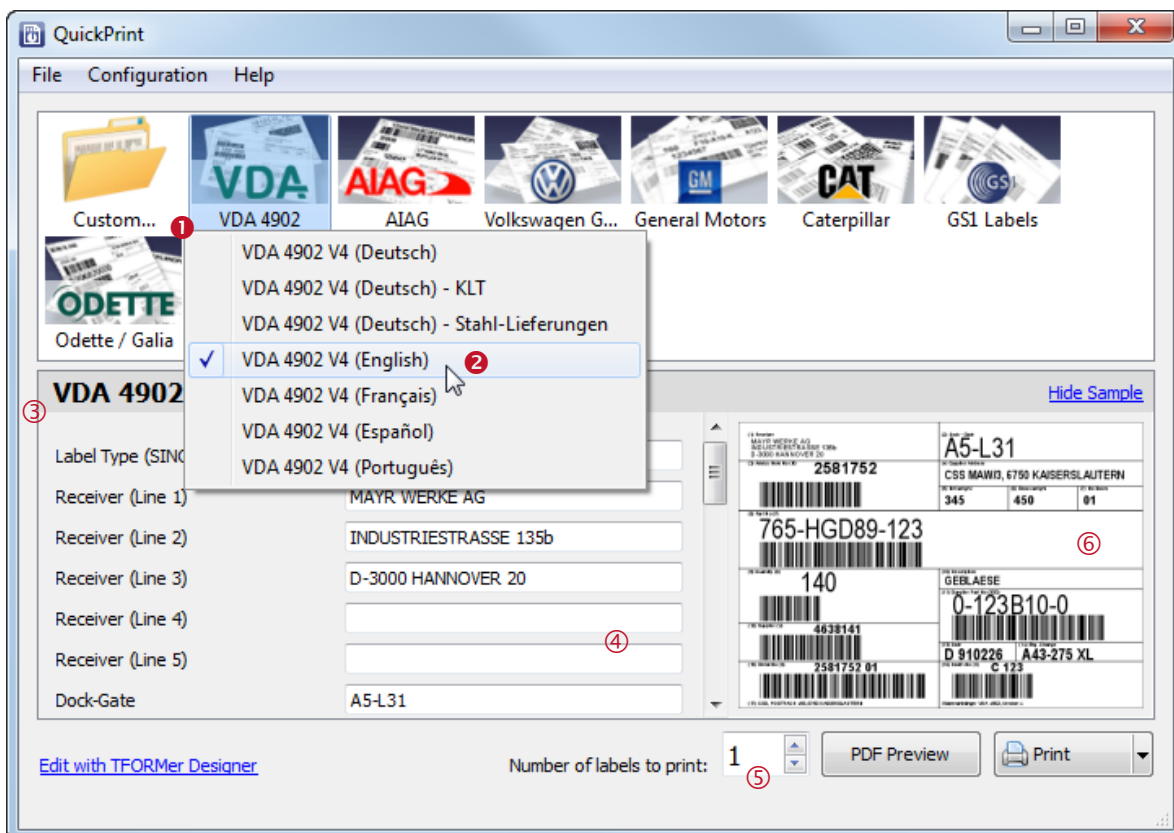 QuickPrint
File Configuration Help
VDA
AIAG
GM
CAT
GS1
Custom... VDA 4902 AIAG Volkswagen G... General Motors Caterpillar GS1 Labels
1
ODETTE
Odette / Galia
VDA 4902 V4 (Deutsch)
VDA 4902 V4 (Deutsch) - KLT
VDA 4902 V4 (Deutsch) - Stahl-Lieferungen
✓ VDA 4902 V4 (English) 2
VDA 4902 V4 (Français)
VDA 4902 V4 (Español)
VDA 4902 V4 (Português)
VDA 4902
Hide Sample
3
Label Type (SING
Receiver (Line 1) MAYR WERKE AG
Receiver (Line 2) INDUSTRIESTRASSE 135b
Receiver (Line 3) D-3000 HANNOVER 20
Receiver (Line 4)
4
Receiver (Line 5)
Dock-Gate A5-L31
MAYR WERKE AG
INDUSTRIESTRASSE 135b
D-3000 HANNOVER 20
A5-L31
2581752
CSS MAWI3, 6750 KAISERSLAUTERN
345 450 01
765-HGD89-123
6
140
GEBLAESE
0-123B10-0
4638141
D 910226 A43-275 XL
2581752 01
C 123
Edit with TFORMer Designer
Number of labels to print: 1
5
PDF Preview
Print